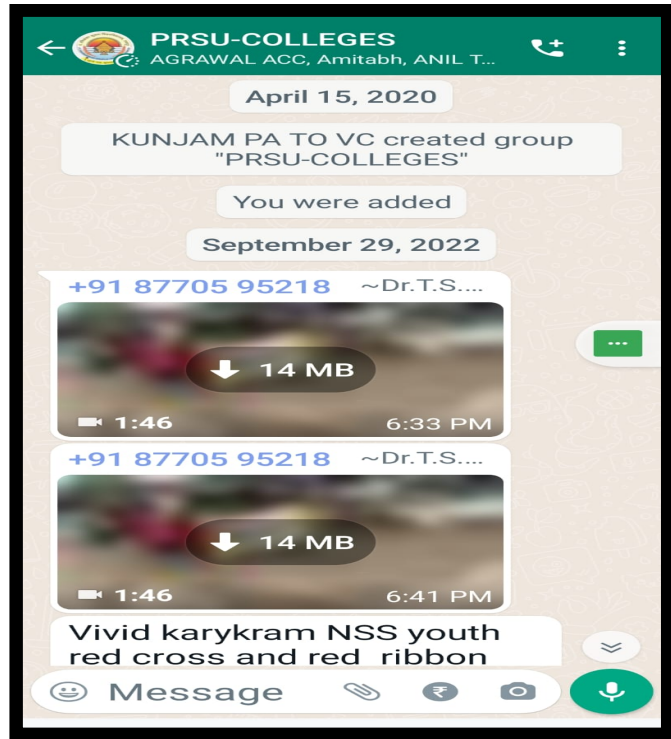 PRSU-COLLEGES
AGRAWAL ACC, Amitabh, ANIL T...
April 15, 2020
KUNJAM PA TO VC created group
"PRSU-COLLEGES"
You were added
September 29, 2022
+91 87705 95218 ~Dr.T.S....
14 MB
1:46 6:33 PM
+91 87705 95218 ~Dr.T.S....
14 MB
1:46 6:41 PM
Vivid karykram NSS youth
red cross and red ribbon
Message